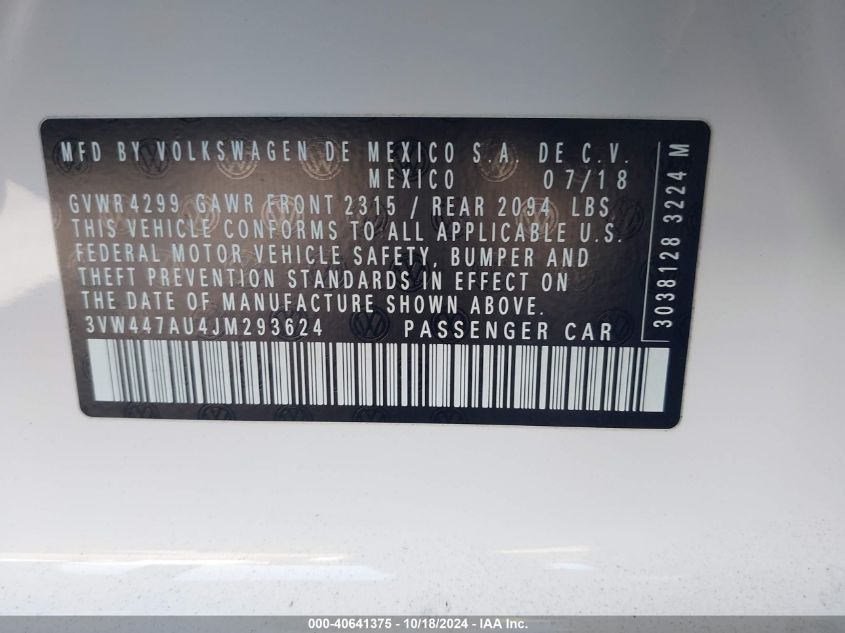 MFD BY VOLKSWAGEN DE MEXICO S.A. DE C.V.
MEXICO 07/18
GVWR 4299 GAWR FRONT 2315 / REAR 2094 LBS
THIS VEHICLE CONFORMS TO ALL APPLICABLE U.S.
FEDERAL MOTOR VEHICLE SAFETY, BUMPER AND
THEFT PREVENTION STANDARDS IN EFFECT ON
THE DATE OF MANUFACTURE SHOWN ABOVE.
3VW447AU4JM293624 PASSENGER CAR
3038128 3224 M
000-40641375 - 10/18/2024 - IAA Inc.